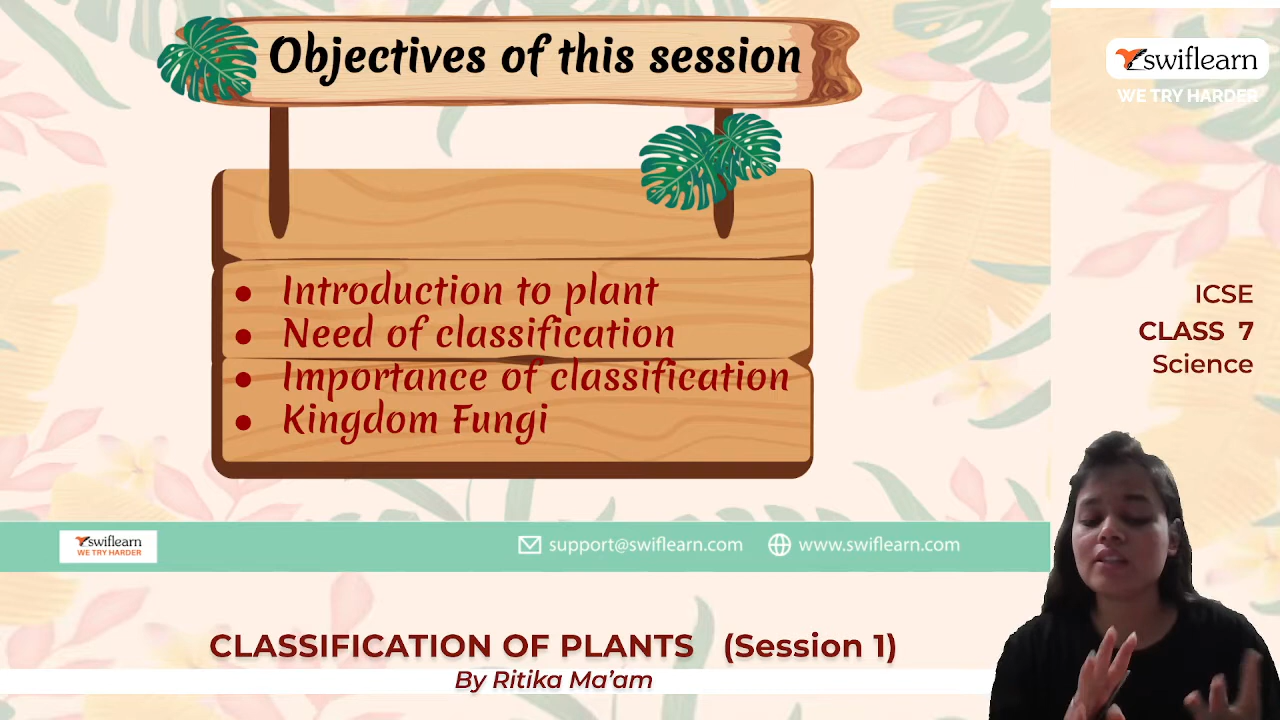 Objectives of this session
swiflearn
WE TRY HARDER
● Introduction to plant
● Need of classification
● Importance of classification
● Kingdom Fungi
ICSE
CLASS 7
Science
swiflearn
WE TRY HARDER
support@swiflearn.com
www.swiflearn.com
CLASSIFICATION OF PLANTS (Session 1)
By Ritika Ma’am